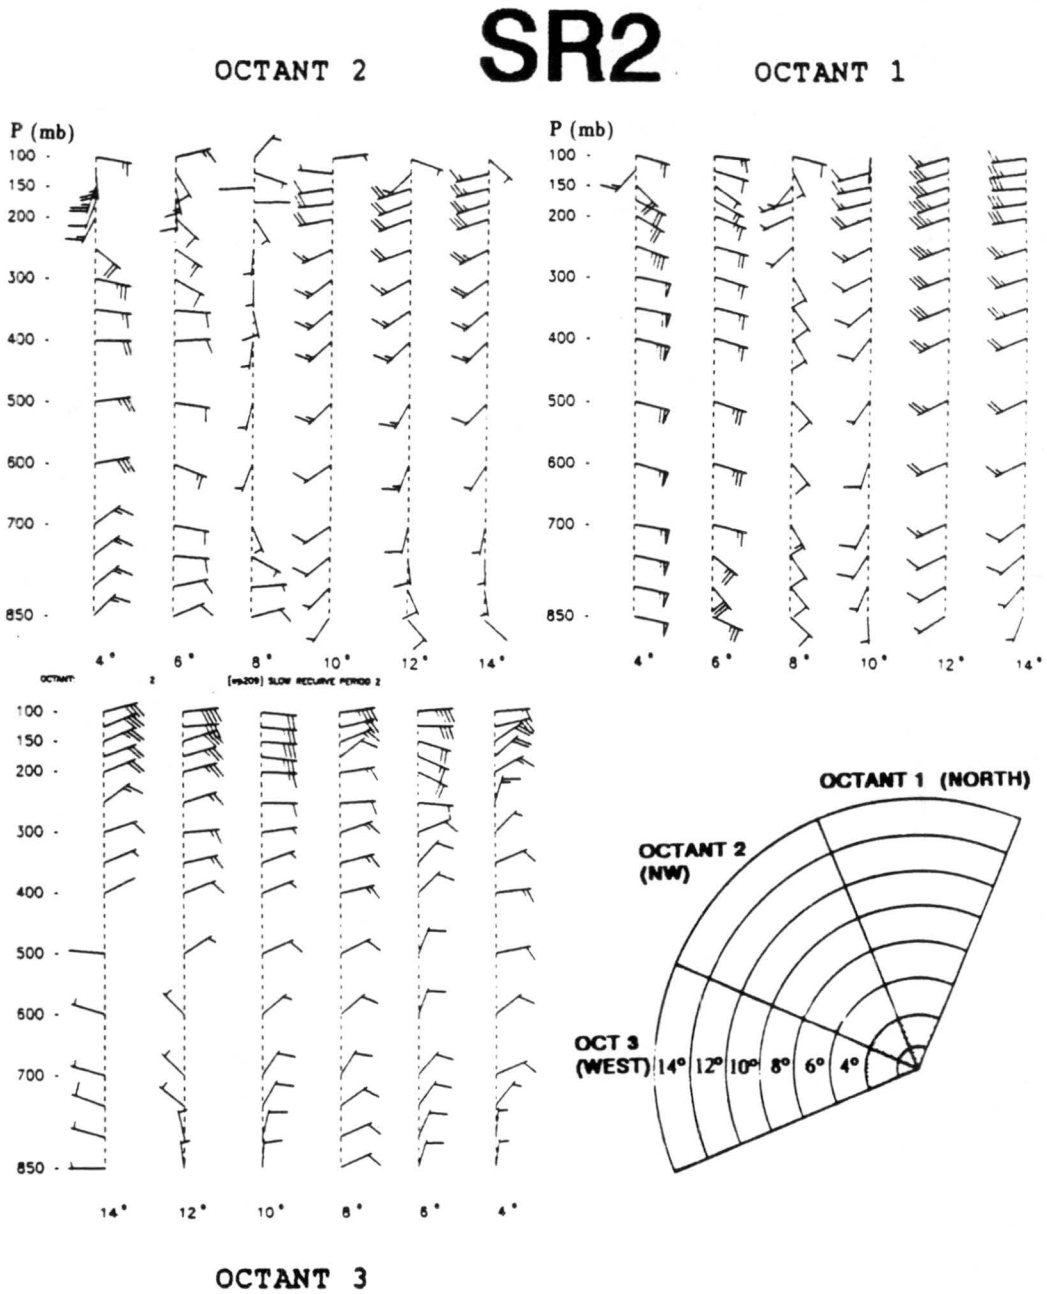 SR2
OCTANT 2
OCTANT 1
P (mb)
100 -
150 -
200 -
300 -
400 -
500 -
600 -
700 -
850 -
4° 6° 8° 10° 12° 14°
P (mb)
100 -
150 -
200 -
300 -
400 -
500 -
600 -
700 -
850 -
4° 6° 8° 10° 12° 14°
OCTANT 2 SLOW RECURVE PERIOD 2
100 -
150 -
200 -
300 -
400 -
500 -
600 -
700 -
850 -
14° 12° 10° 8° 6° 4°
OCTANT 3
OCTANT 1 (NORTH)
OCTANT 2
(NW)
OCT 3
(WEST) 14° 12° 10° 8° 6° 4°